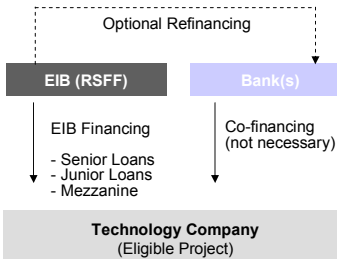 Optional Refinancing
EIB (RSFF)
Bank(s)
EIB Financing
- Senior Loans
- Junior Loans
- Mezzanine
Co-financing
(not necessary)
Technology Company
(Eligible Project)